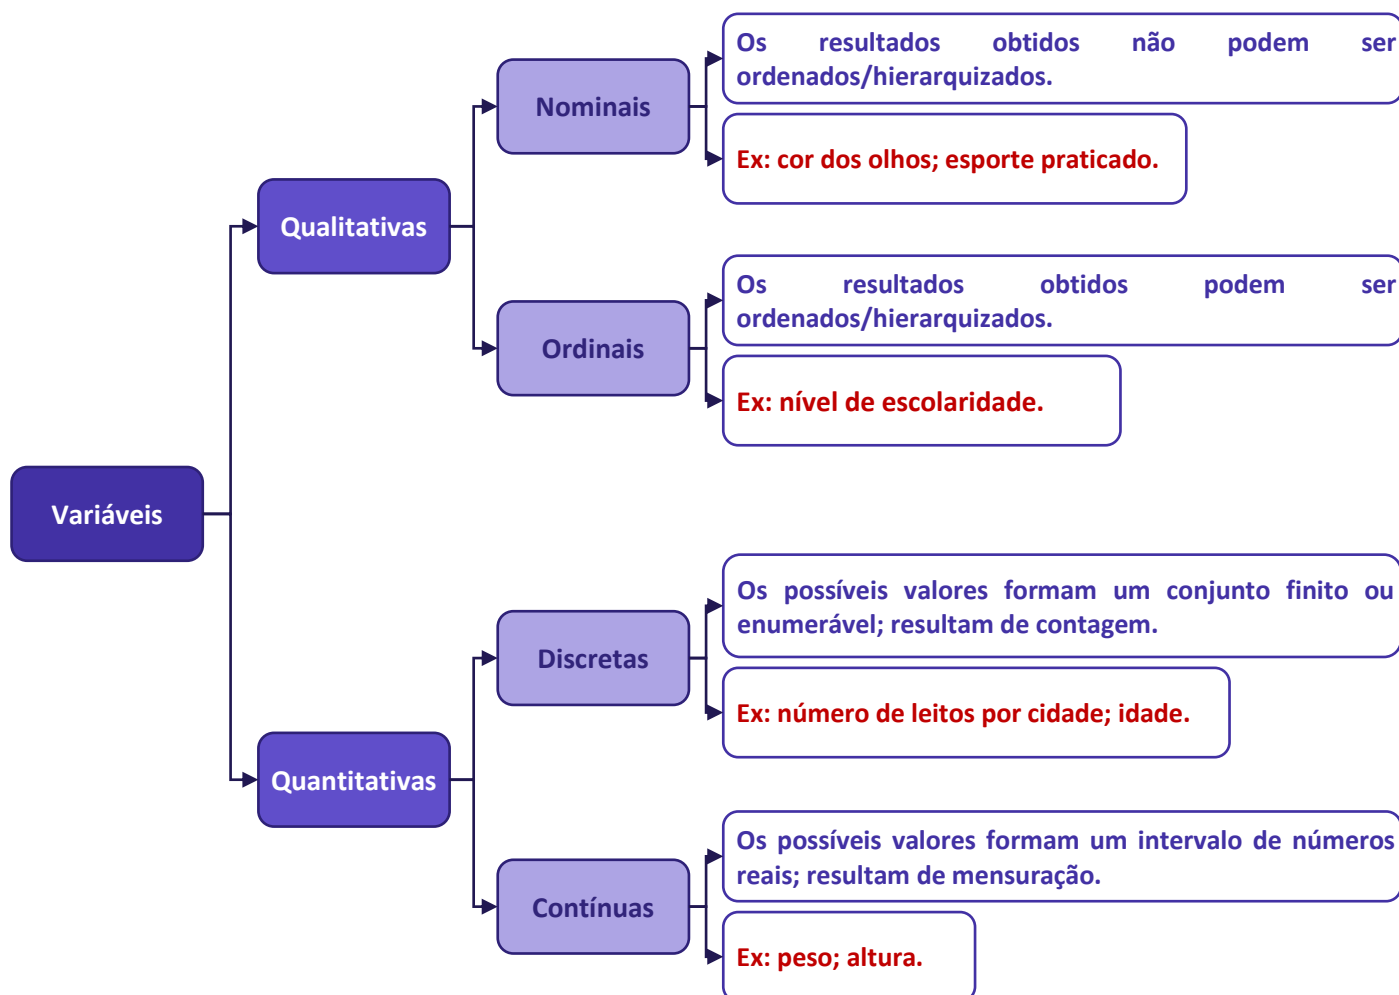 Os resultados obtidos não podem ser
ordenados/hierarquizados.
Nominais
Ex: cor dos olhos; esporte praticado.
Qualitativas
Os resultados obtidos podem ser
ordenados/hierarquizados.
Ordinais
Ex: nível de escolaridade.
Variáveis
Os possíveis valores formam um conjunto finito ou
enumerável; resultam de contagem.
Discretas
Ex: número de leitos por cidade; idade.
Quantitativas
Os possíveis valores formam um intervalo de números
reais; resultam de mensuração.
Contínuas
Ex: peso; altura.